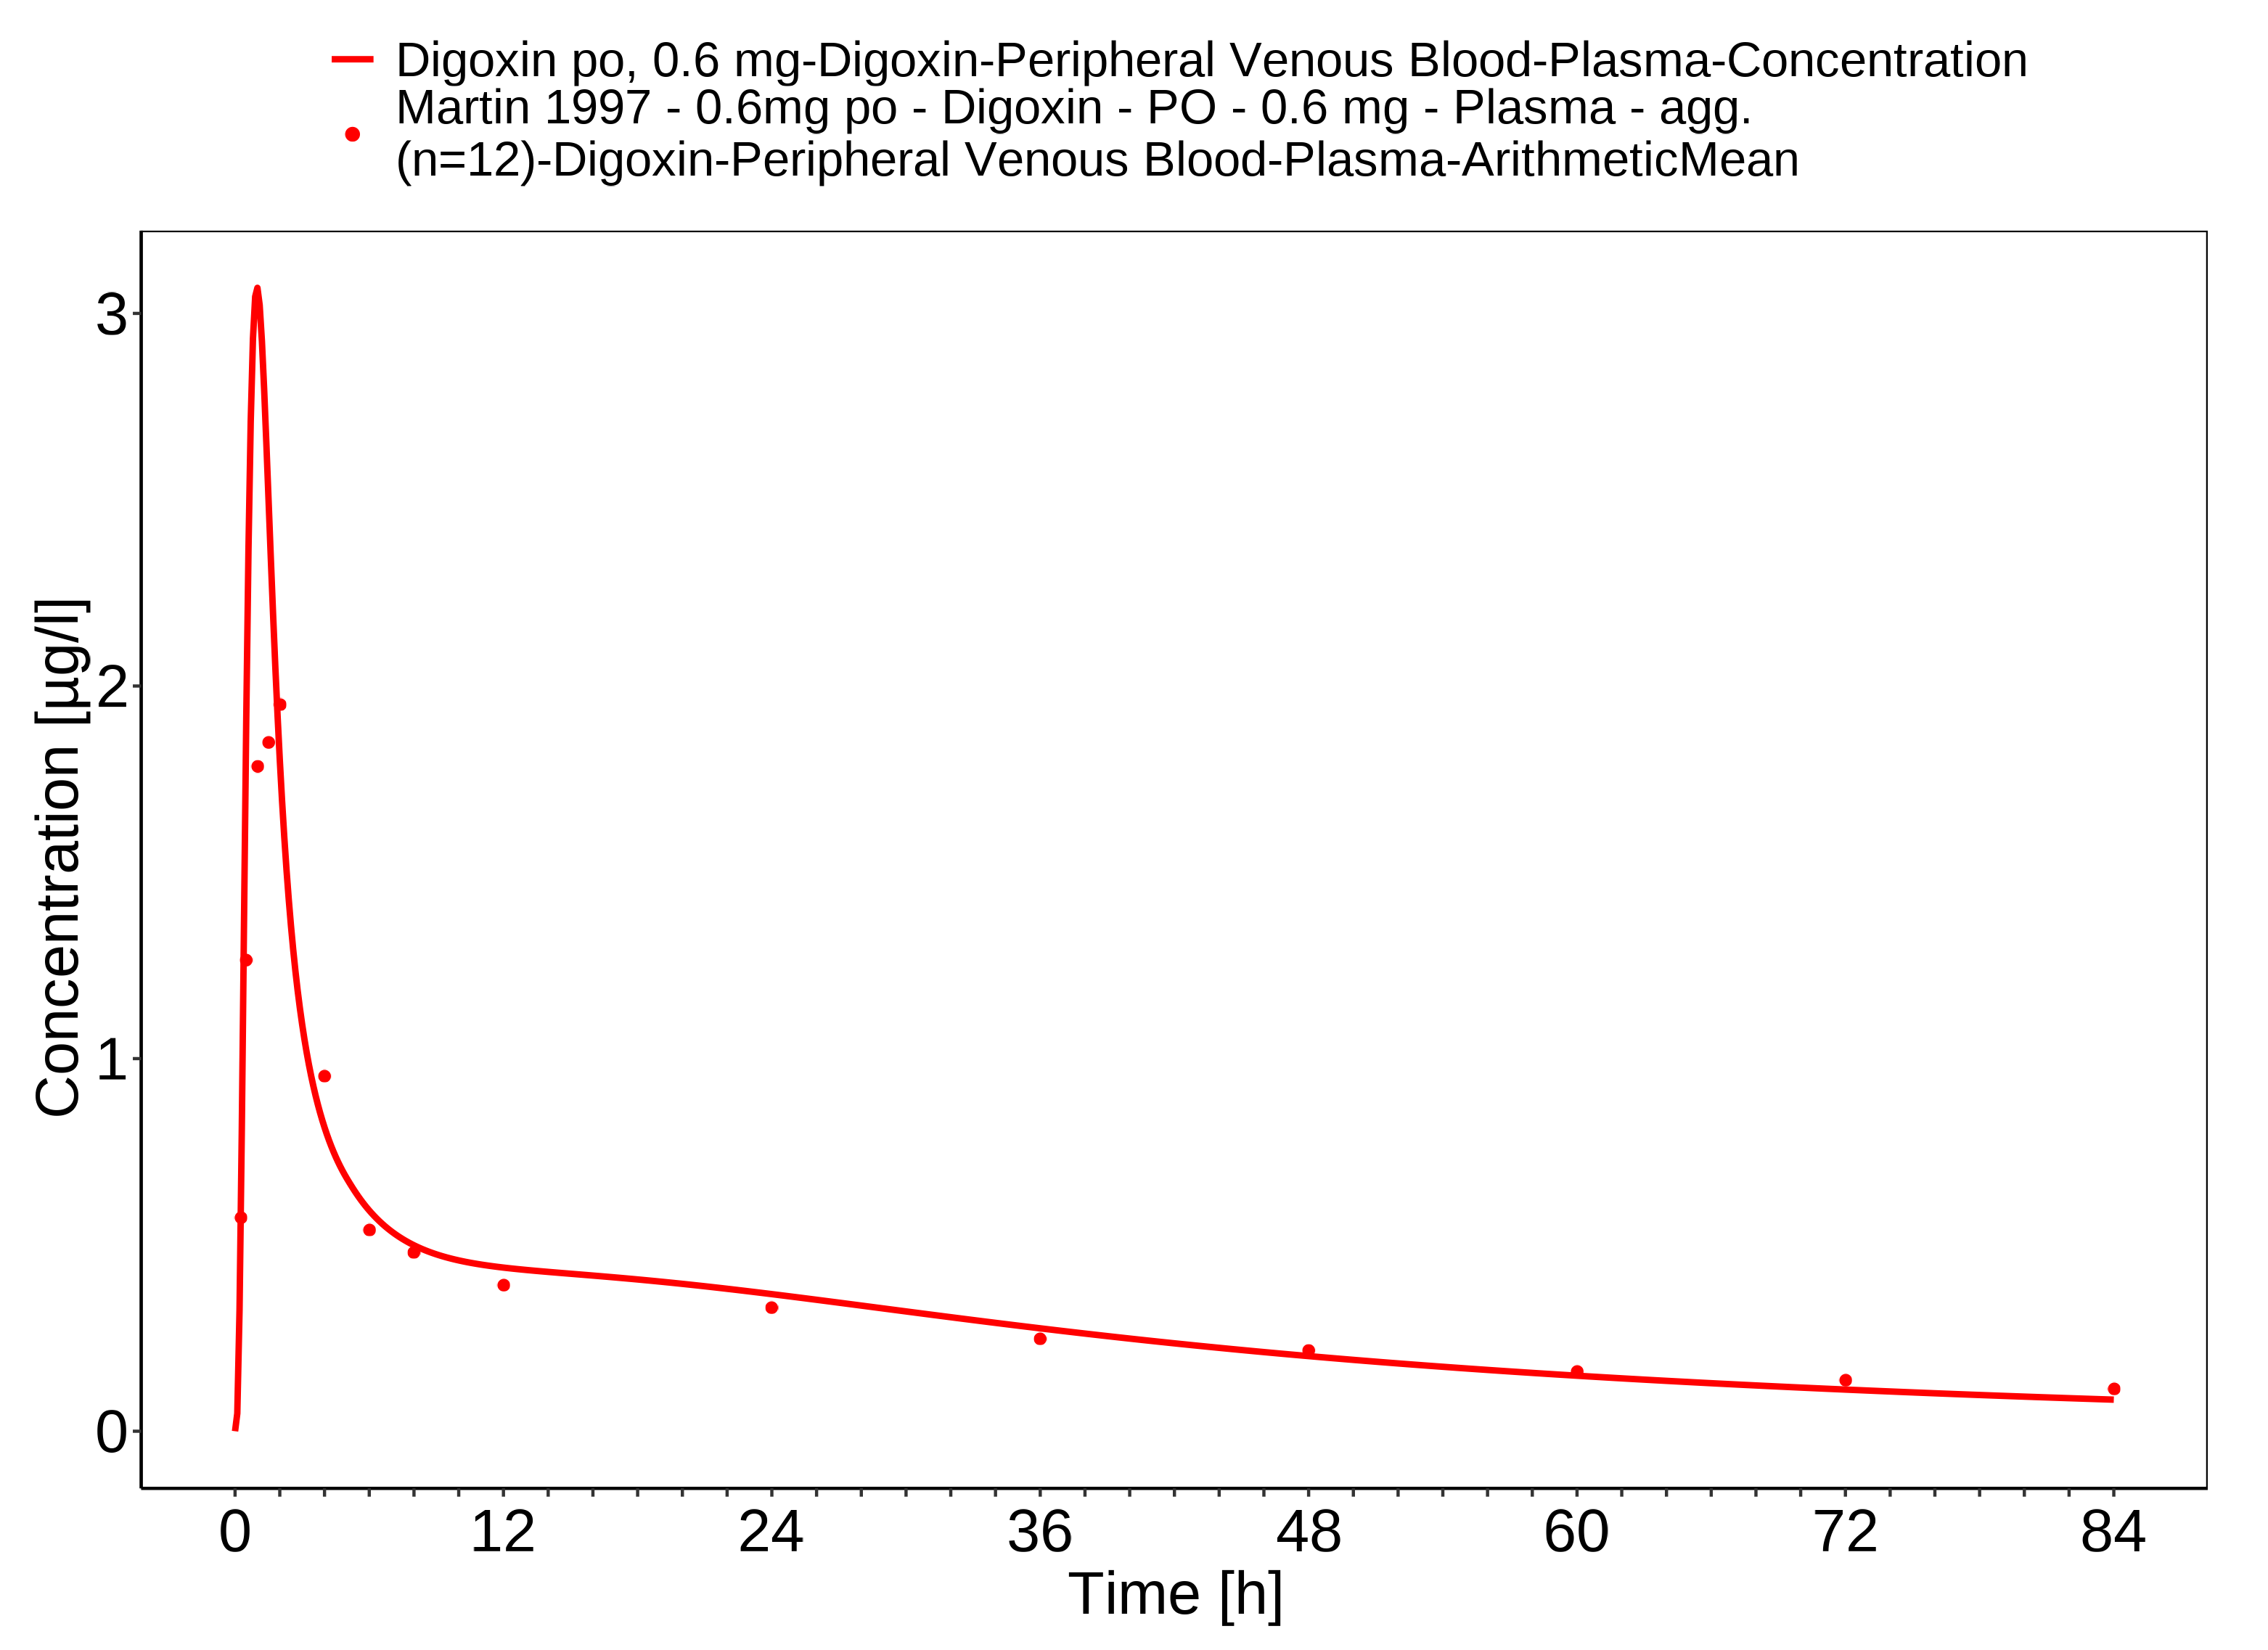 Digoxin po, 0.6 mg-Digoxin-Peripheral Venous Blood-Plasma-Concentration
Martin 1997 - 0.6mg po - Digoxin - PO - 0.6 mg - Plasma - agg.
(n=12)-Digoxin-Peripheral Venous Blood-Plasma-ArithmeticMean
Concentration [µg/l]
3
2
1
0
0 12 24 36 48 60 72 84
Time [h]